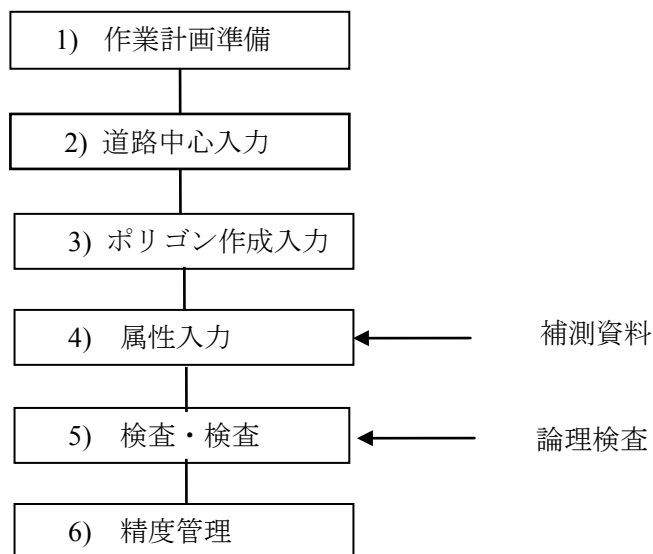 1) 作業計画準備
2) 道路中心入力
3) ポリゴン作成入力
4) 属性入力
補測資料
5) 検査・検査
論理検査
6) 精度管理